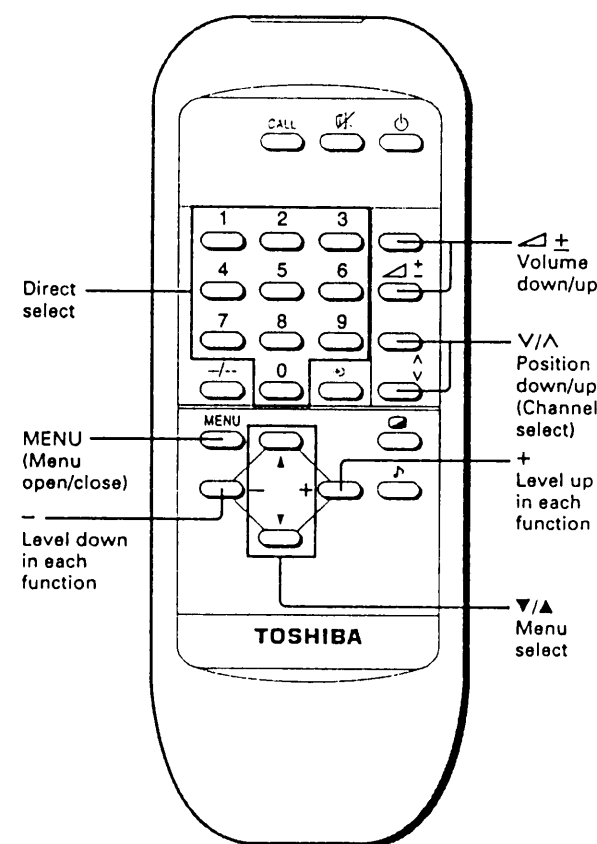 CALL
1 2 3
4 5 6
7 8 9
-/-- 0
MENU
− +
TOSHIBA
Direct
select
MENU
(Menu
open/close)
−
Level down
in each
function
±
Volume
down/up
∨/∧
Position
down/up
(Channel
select)
+
Level up
in each
function
▼/▲
Menu
select